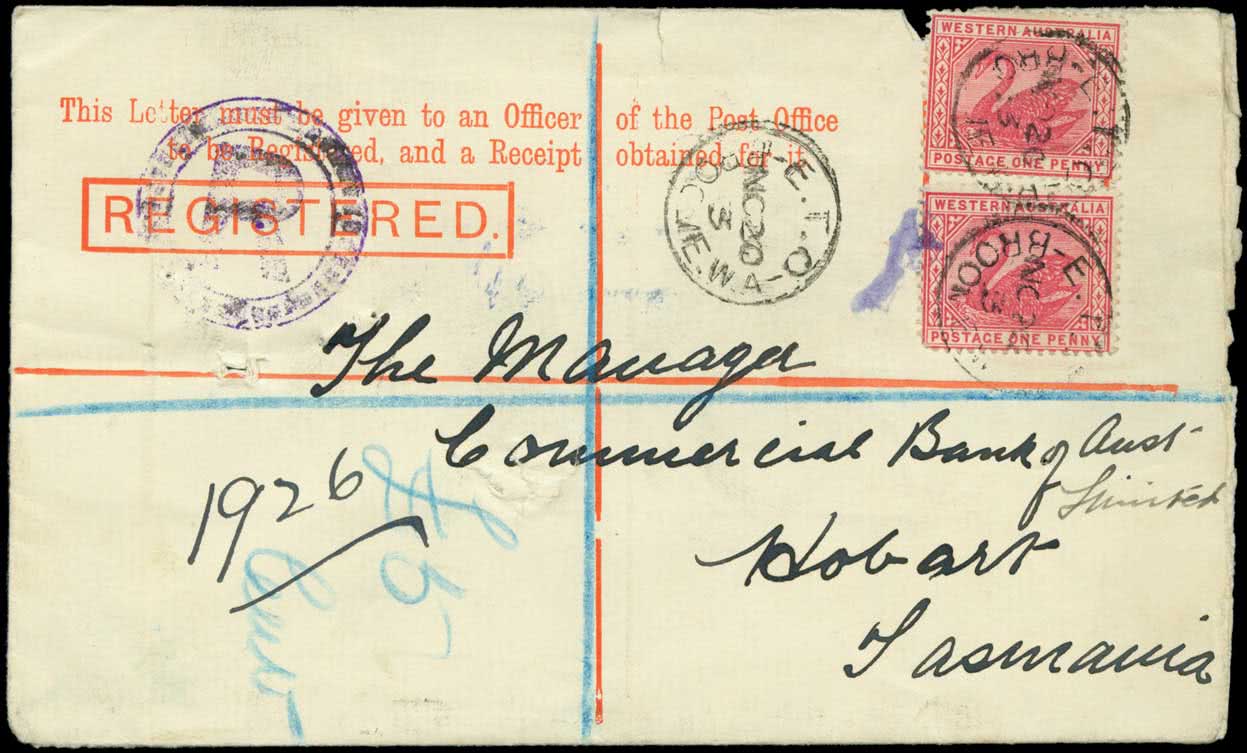 WESTERN AUSTRALIA
POSTAGE ONE PENNY
WESTERN AUSTRALIA
POSTAGE ONE PENNY
This Letter must be given to an Officer of the Post Office
to be Registered, and a Receipt obtained for it.
REGISTERED.
R
E.T.O
NC20
3
W.A
The Manager
Commercial Bank of Aust
Limited
Hobart
Tasmania
1926